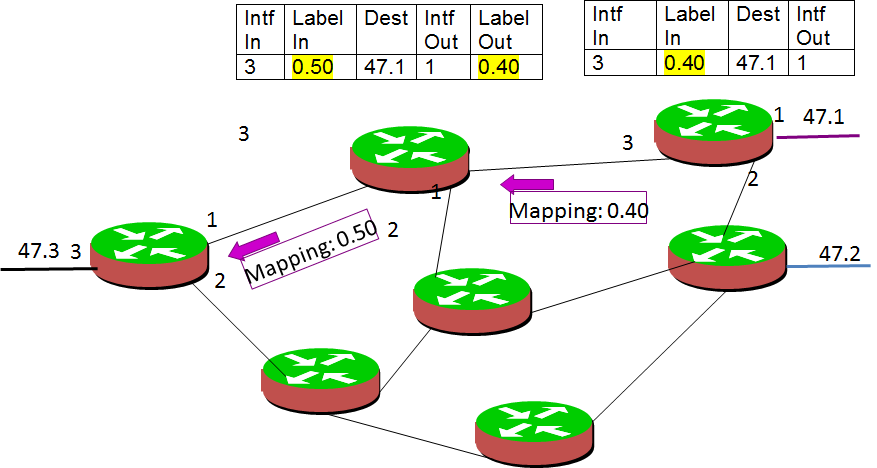 Intf In Label In Dest Intf Out Label Out
3 0.50 47.1 1 0.40
Intf In Label In Dest Intf Out
3 0.40 47.1 1
3
3
1
47.1
1
2
Mapping: 0.40
1
2
Mapping: 0.50
47.3
3
2
47.2